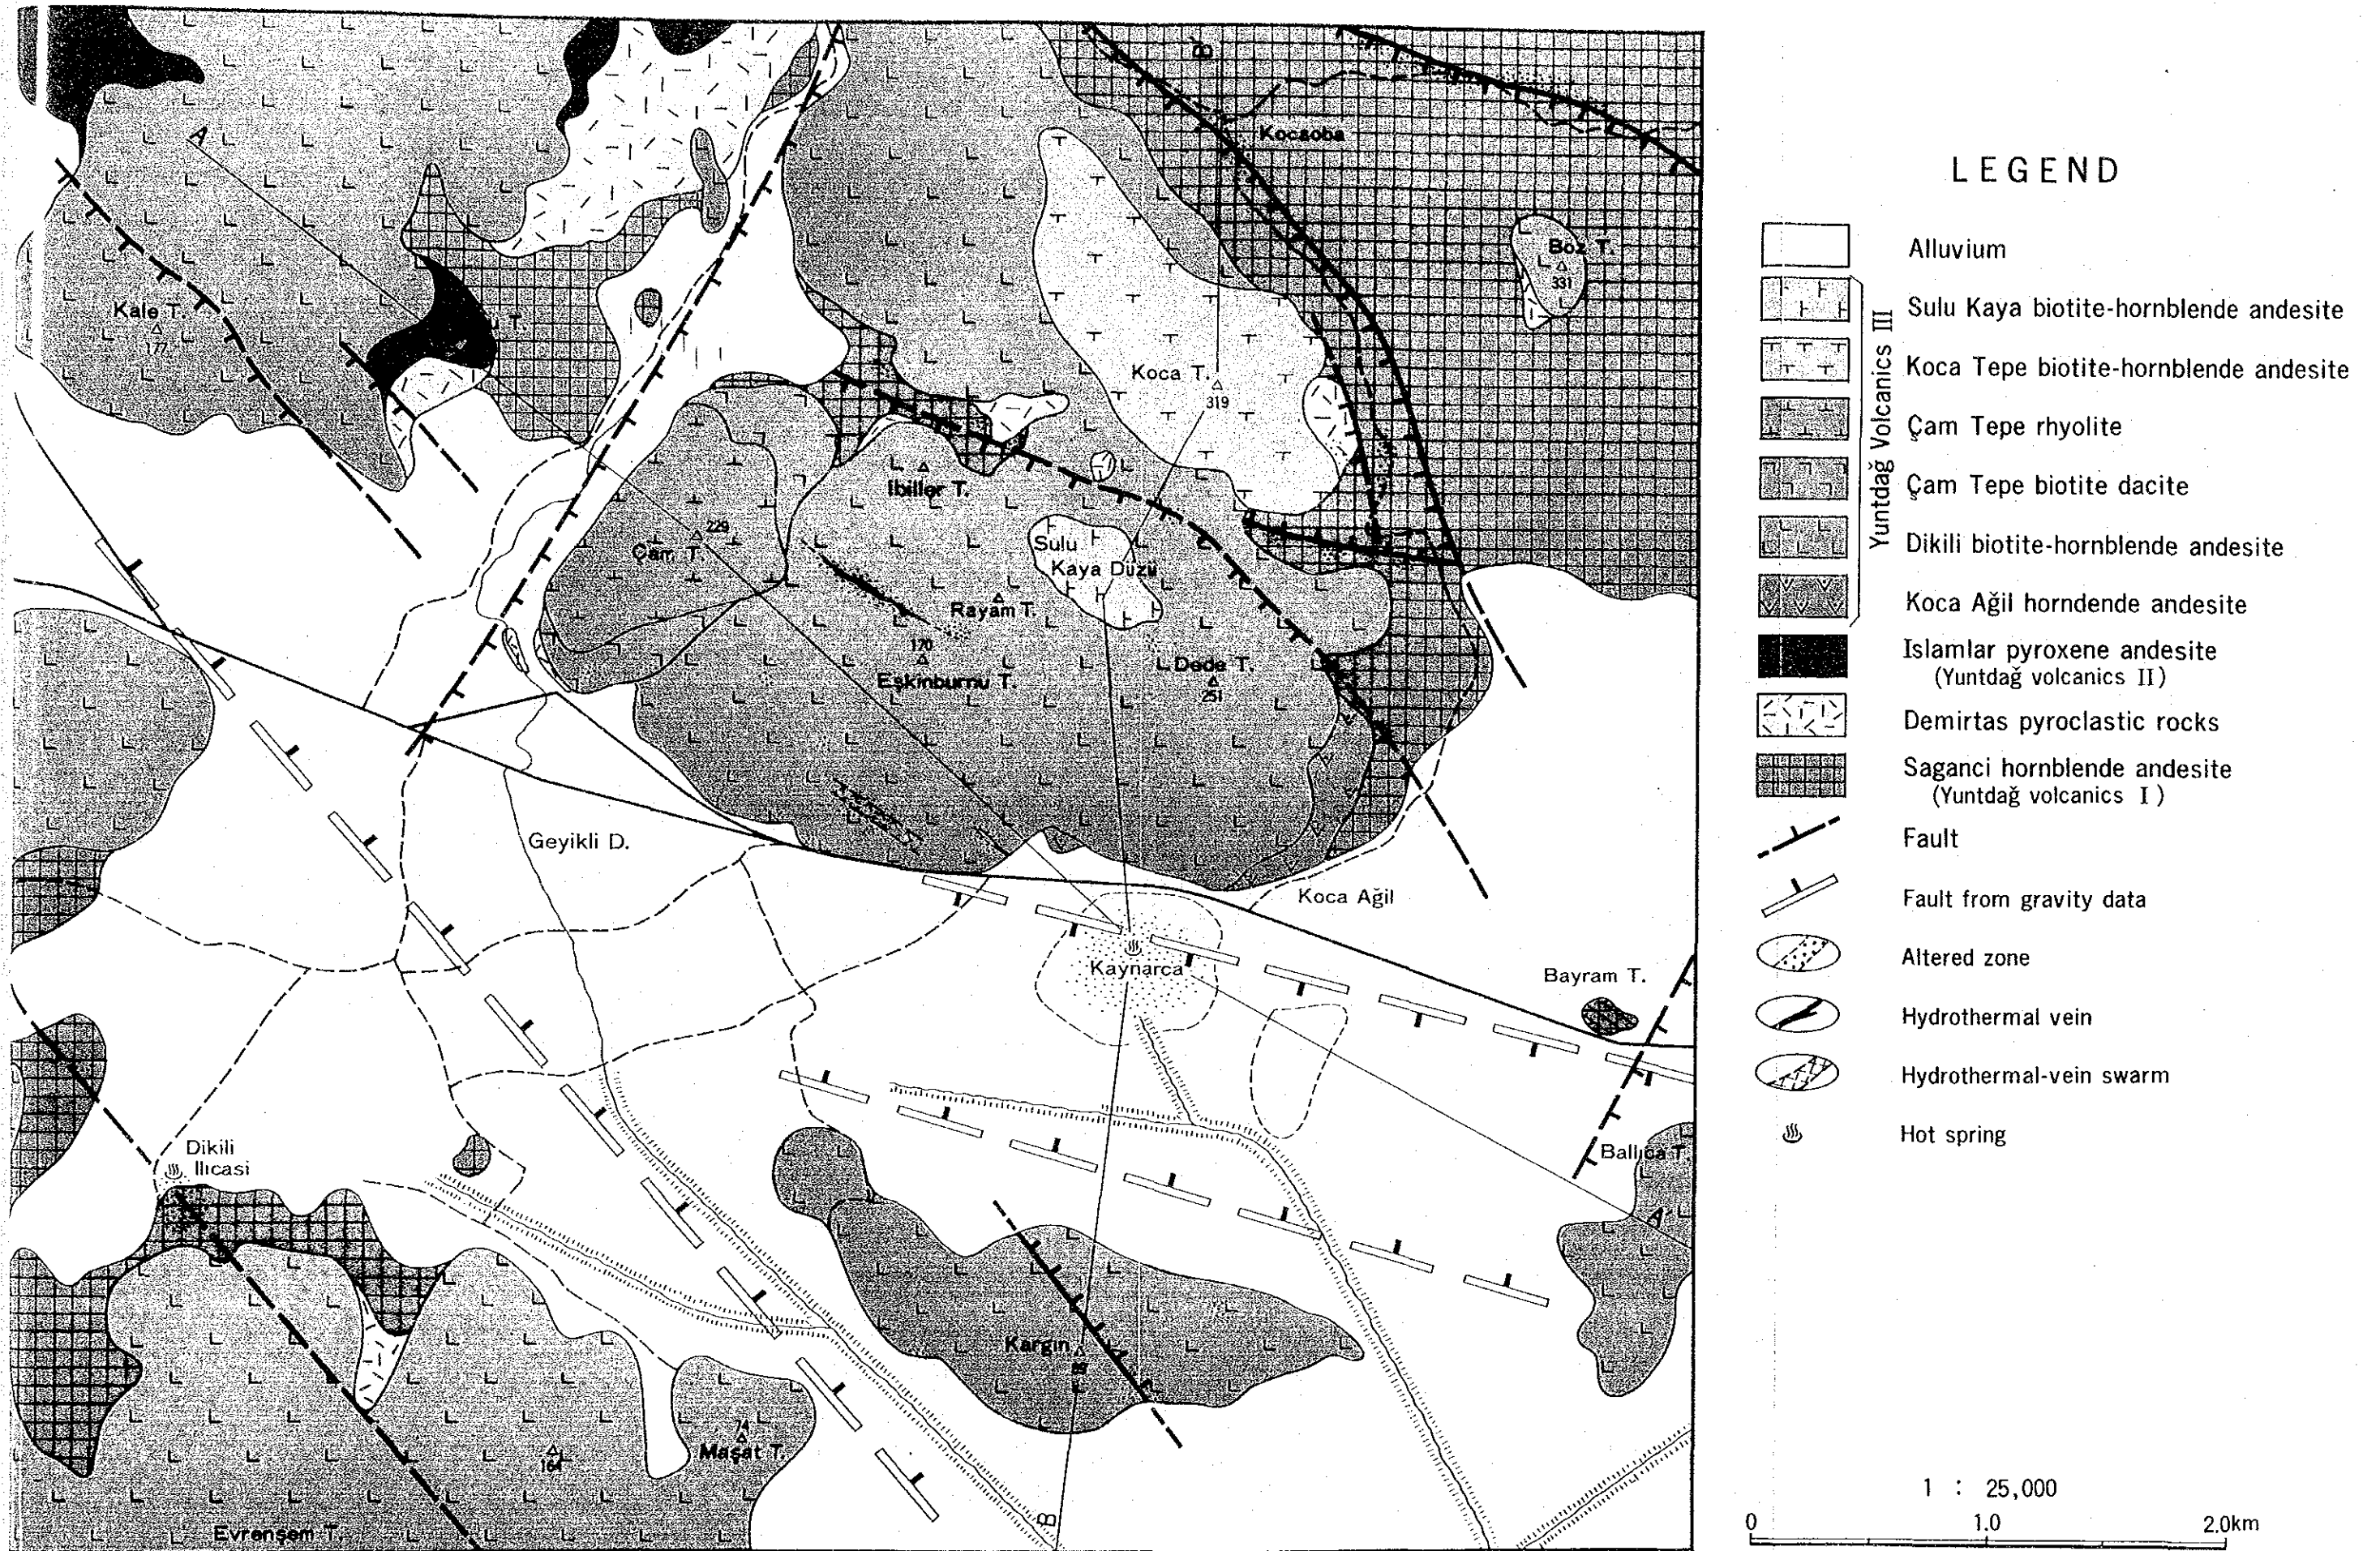 A
B'
Kocaoba
Boz T.
331
Kale T.
177
u T.
Koca T.
319
Ibiller T.
229
Çam T.
Sulu
Kaya Düzü
Rayam T.
170
Eşkinburnu T.
Dede T.
251
Geyikli D.
Koca Ağil
Kaynarca
Bayram T.
Dikili
Ilıcasi
Ballıca T.
A'
Kargın
89
74
Maşat T.
164
B
Evrenşem T.
LEGEND
Alluvium
Sulu Kaya biotite-hornblende andesite
Koca Tepe biotite-hornblende andesite
Çam Tepe rhyolite
Çam Tepe biotite dacite
Dikili biotite-hornblende andesite
Koca Ağil horndende andesite
Yuntdağ Volcanics III
Islamlar pyroxene andesite
(Yuntdağ volcanics II)
Demirtas pyroclastic rocks
Saganci hornblende andesite
(Yuntdağ volcanics I)
Fault
Fault from gravity data
Altered zone
Hydrothermal vein
Hydrothermal-vein swarm
Hot spring
1 : 25,000
0 1.0 2.0km